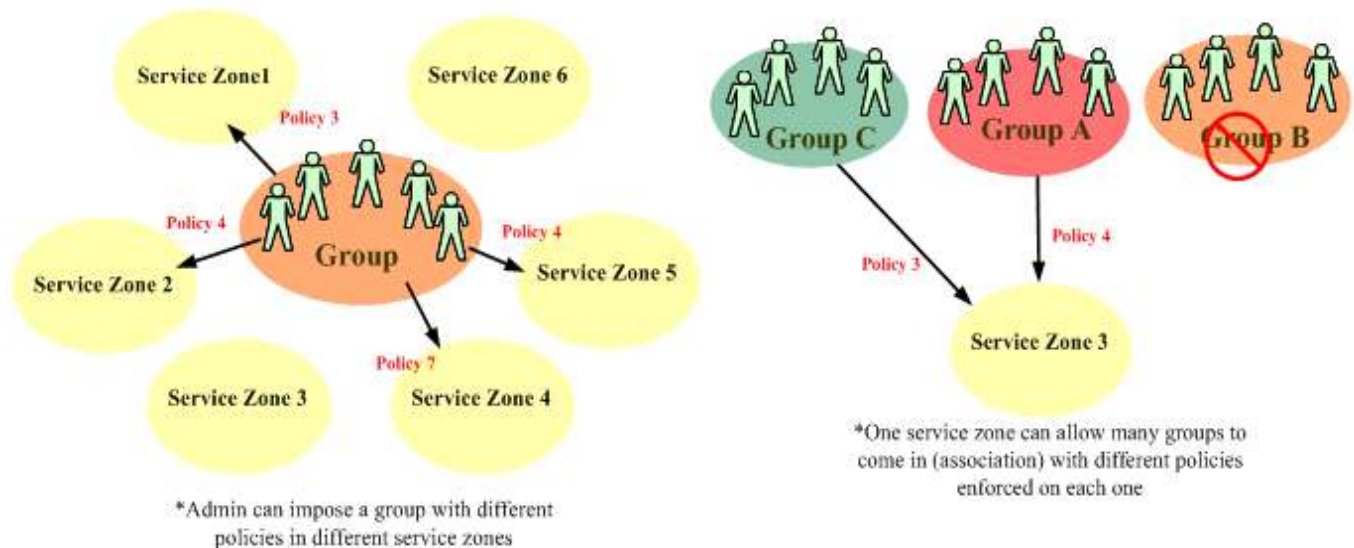 Service Zone1
Service Zone 6
Policy 3
Policy 4
Group
Policy 4
Service Zone 2
Service Zone 5
Policy 7
Service Zone 3
Service Zone 4
*Admin can impose a group with different
policies in different service zones
Group C
Group A
Group B
Policy 4
Policy 3
Service Zone 3
*One service zone can allow many groups to
come in (association) with different policies
enforced on each one